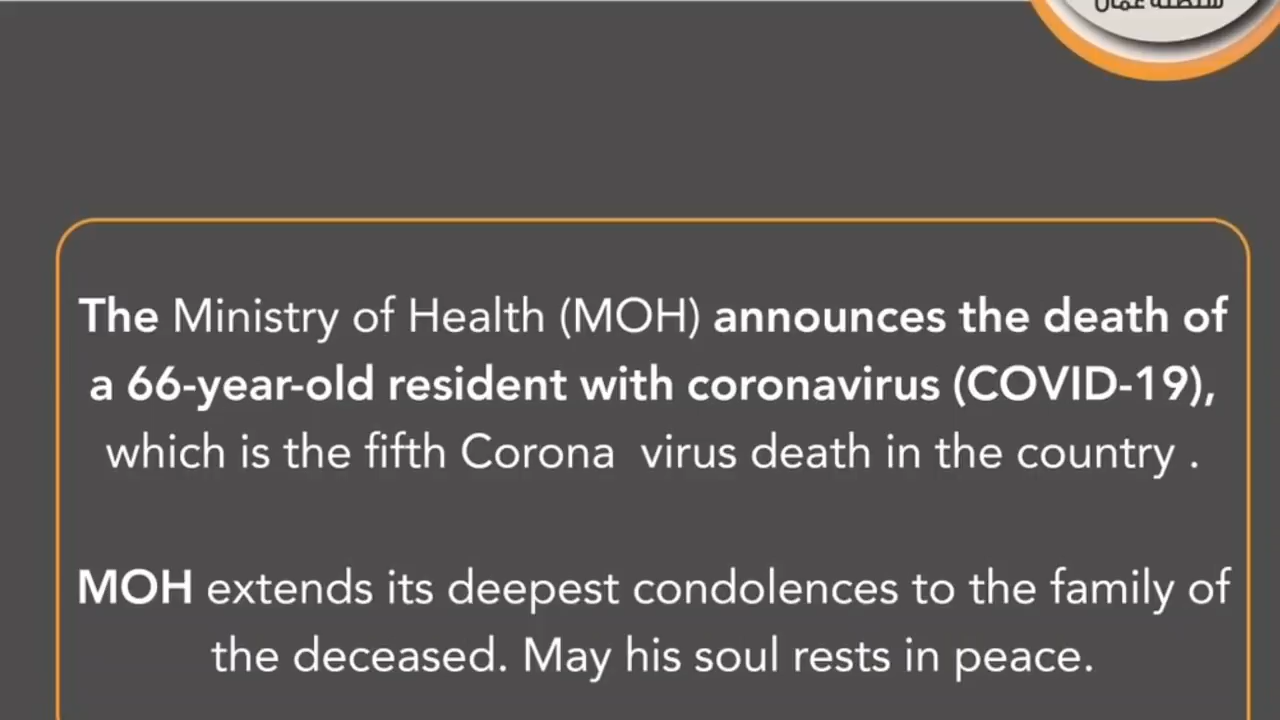 سلطنة عمان
The Ministry of Health (MOH) announces the death of
a 66-year-old resident with coronavirus (COVID-19),
which is the fifth Corona virus death in the country .
MOH extends its deepest condolences to the family of
the deceased. May his soul rests in peace.